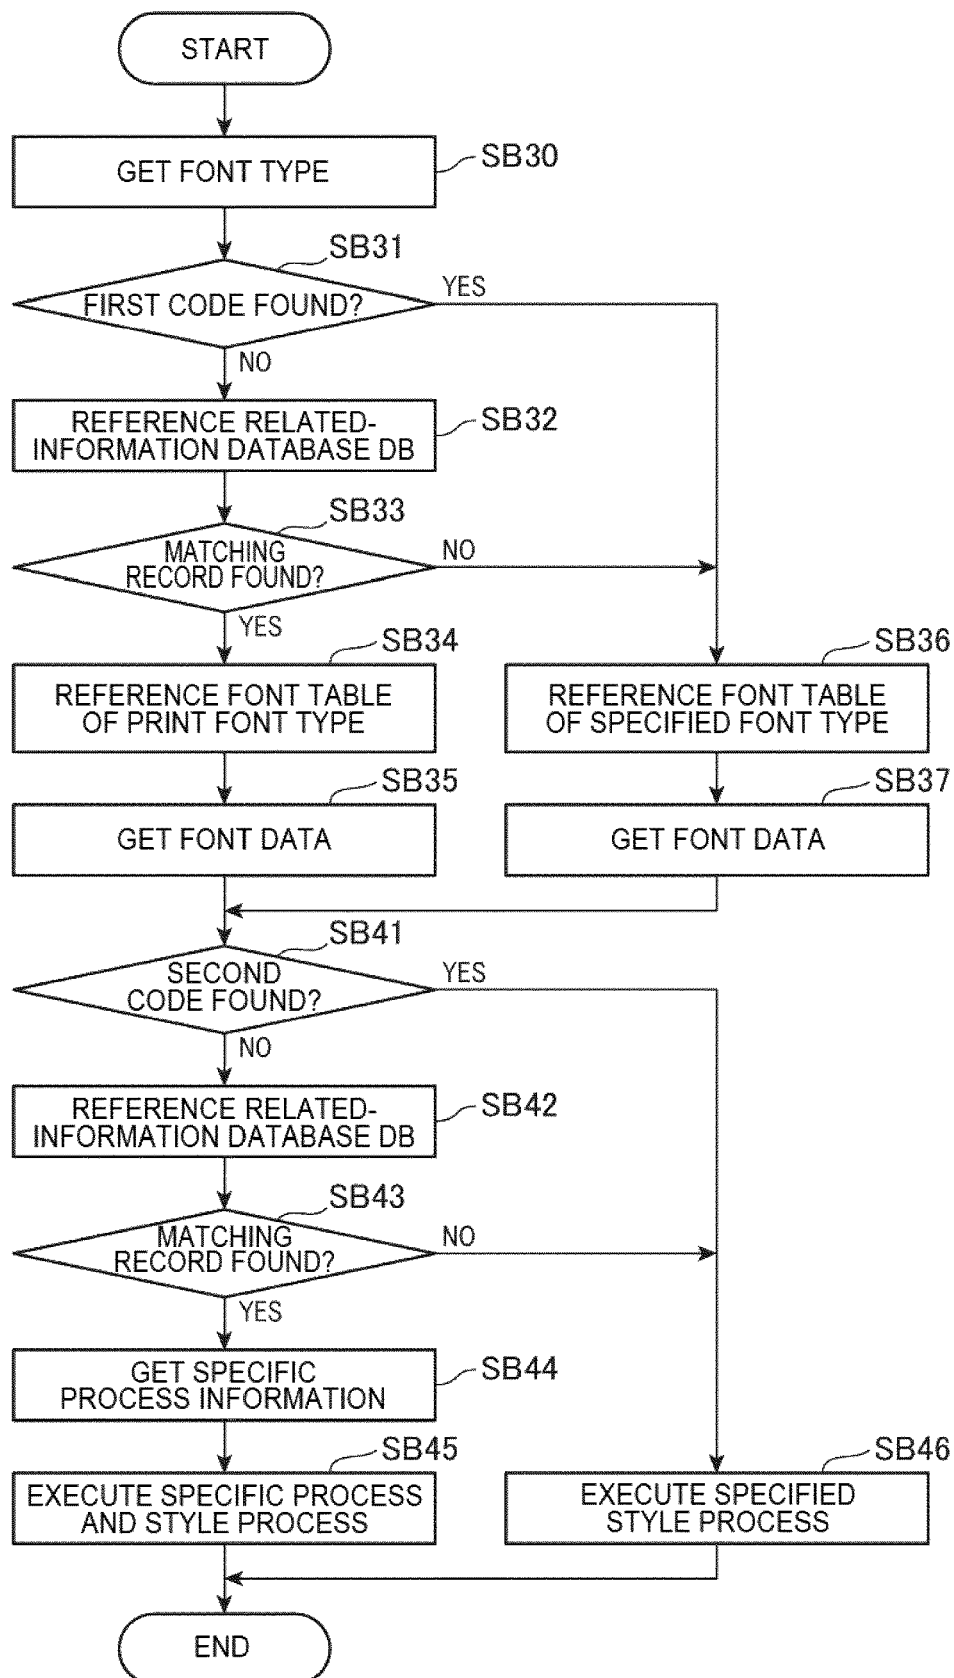 START
GET FONT TYPE
SB30
SB31
FIRST CODE FOUND?
YES
NO
REFERENCE RELATED-
INFORMATION DATABASE DB
SB32
SB33
MATCHING
RECORD FOUND?
NO
YES
SB34
REFERENCE FONT TABLE
OF PRINT FONT TYPE
SB36
REFERENCE FONT TABLE
OF SPECIFIED FONT TYPE
SB35
GET FONT DATA
SB37
GET FONT DATA
SB41
SECOND
CODE FOUND?
YES
NO
REFERENCE RELATED-
INFORMATION DATABASE DB
SB42
SB43
MATCHING
RECORD FOUND?
NO
YES
GET SPECIFIC
PROCESS INFORMATION
SB44
SB45
EXECUTE SPECIFIC PROCESS
AND STYLE PROCESS
SB46
EXECUTE SPECIFIED
STYLE PROCESS
END